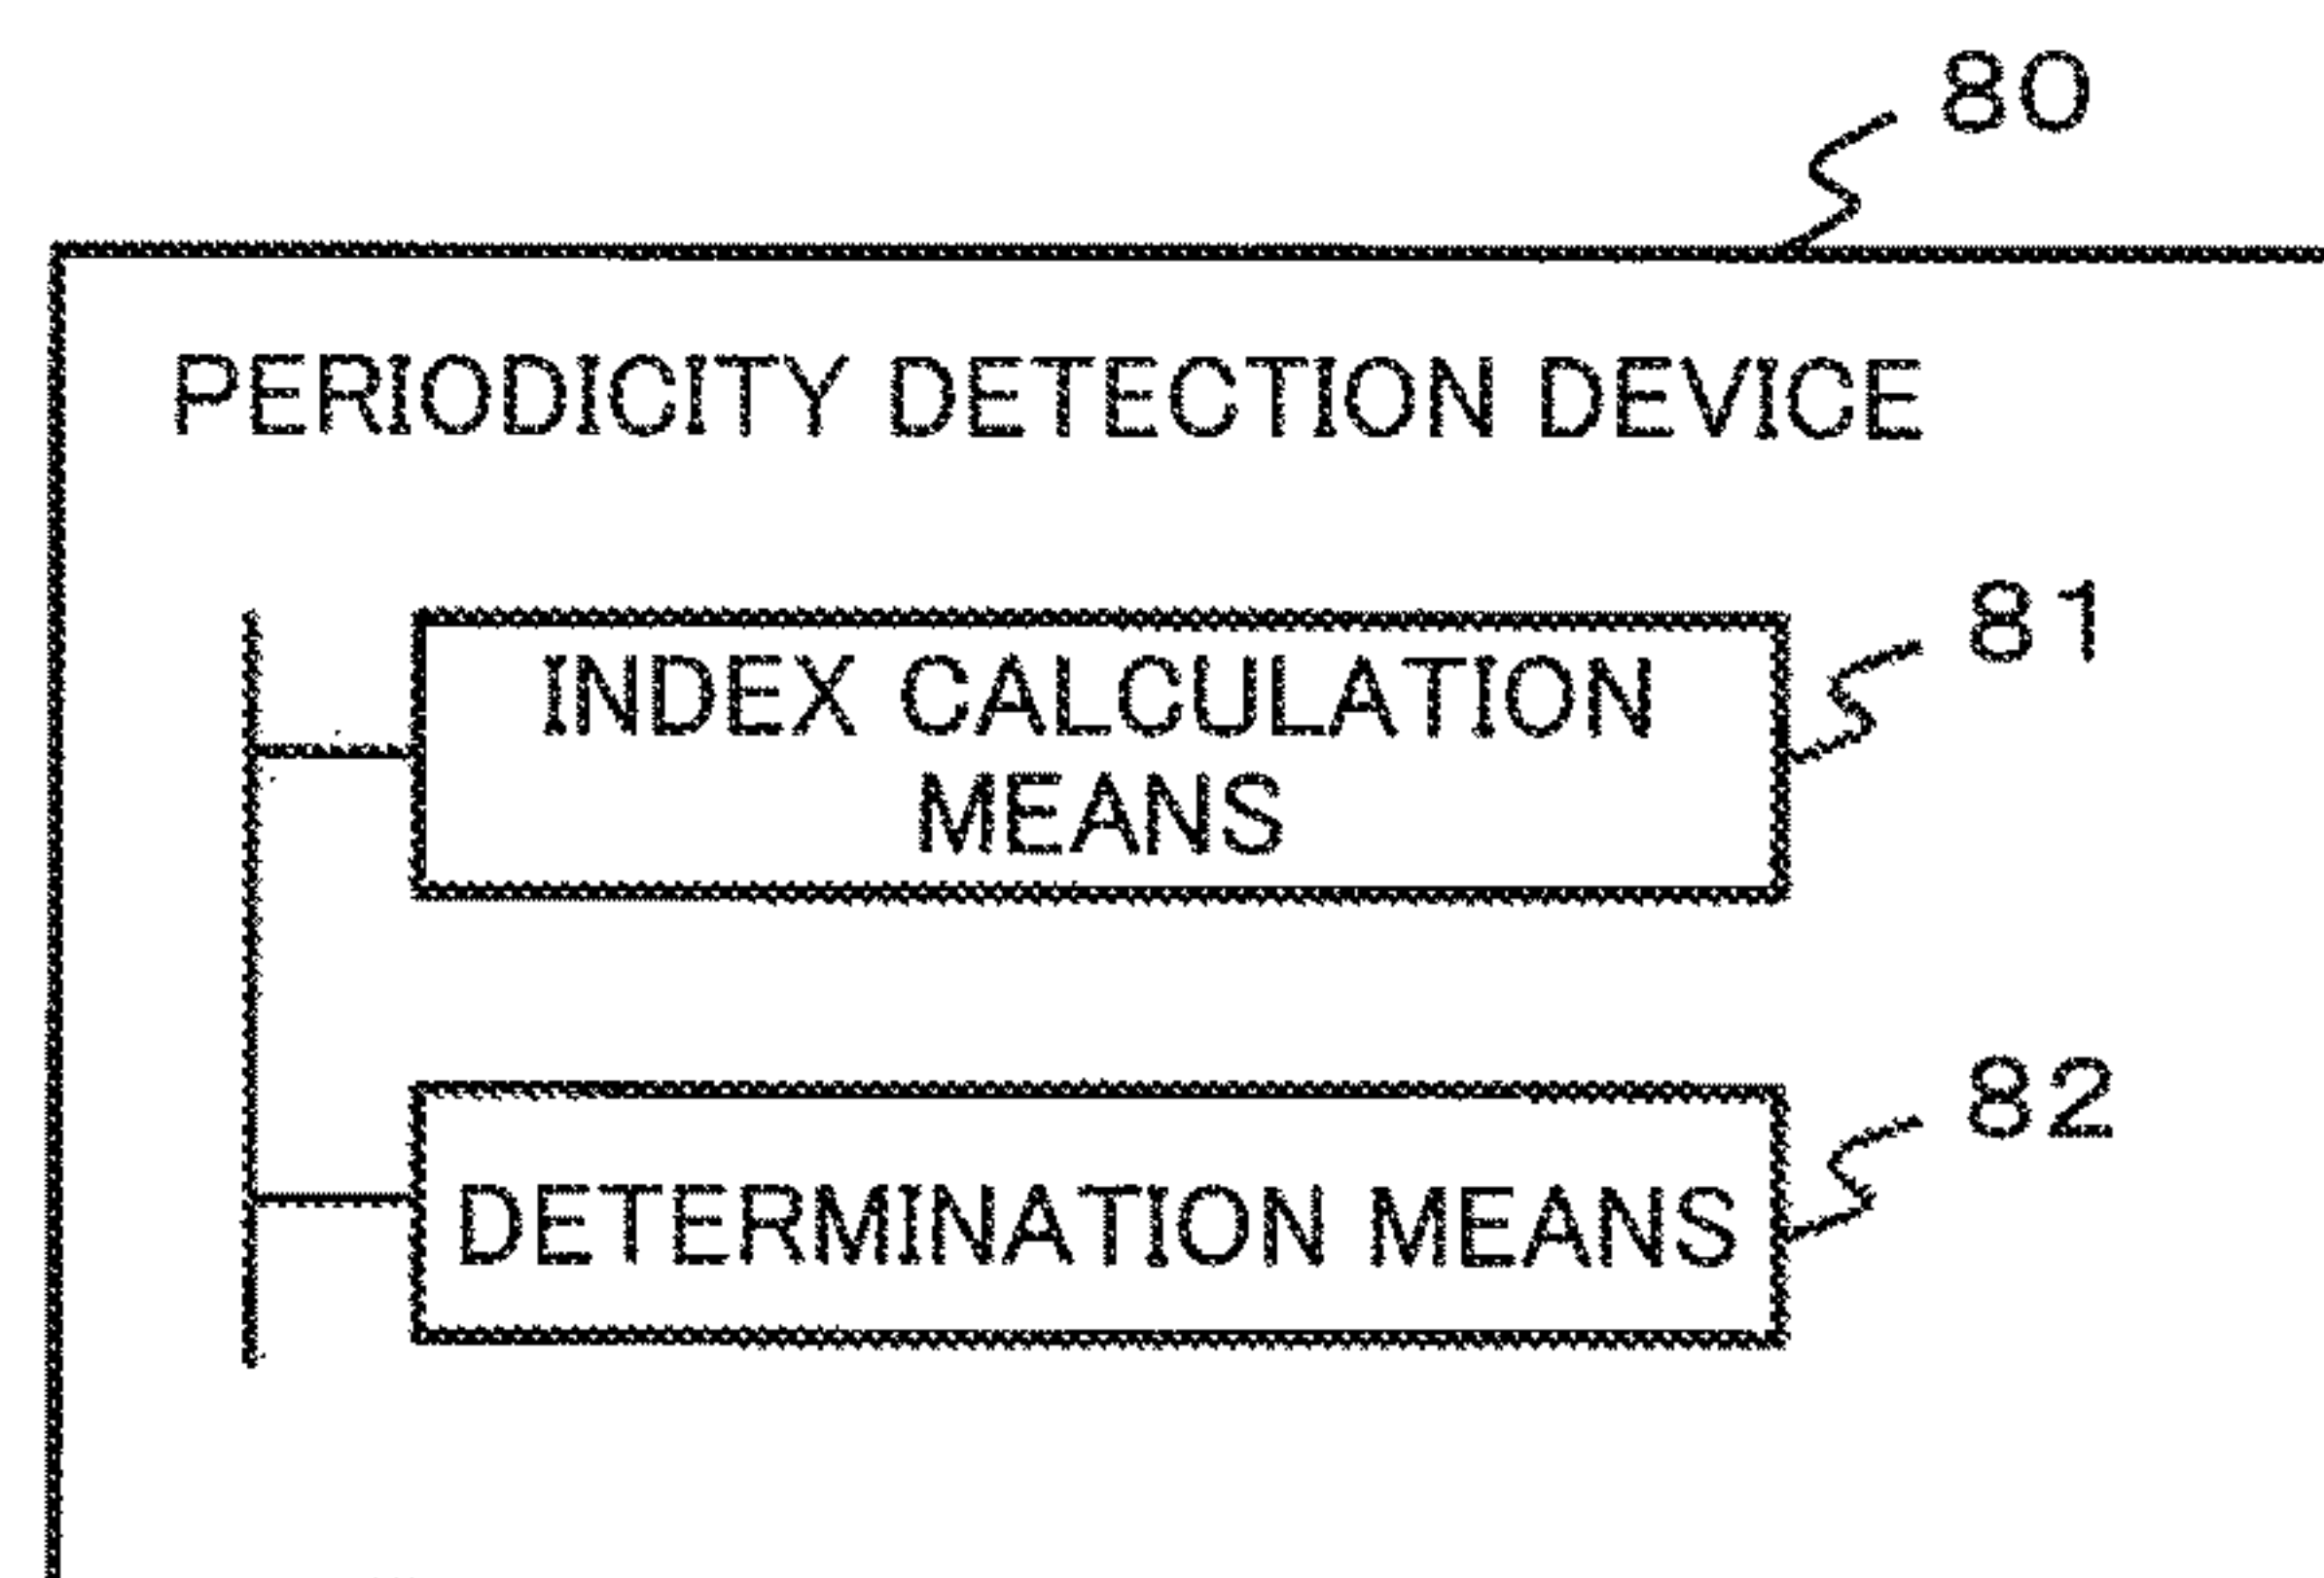 80
PERIODICITY DETECTION DEVICE
81
INDEX CALCULATION
MEANS
82
DETERMINATION MEANS